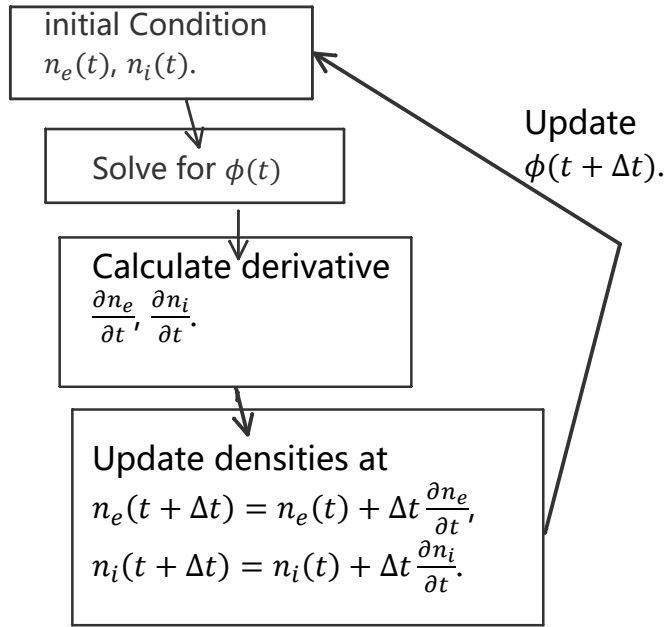 initial Condition
n_e(t), n_i(t).
Solve for ϕ(t)
Update
ϕ(t + Δt).
Calculate derivative
∂n_e/∂t, ∂n_i/∂t.
Update densities at
n_e(t + Δt) = n_e(t) + Δt ∂n_e/∂t,
n_i(t + Δt) = n_i(t) + Δt ∂n_i/∂t.